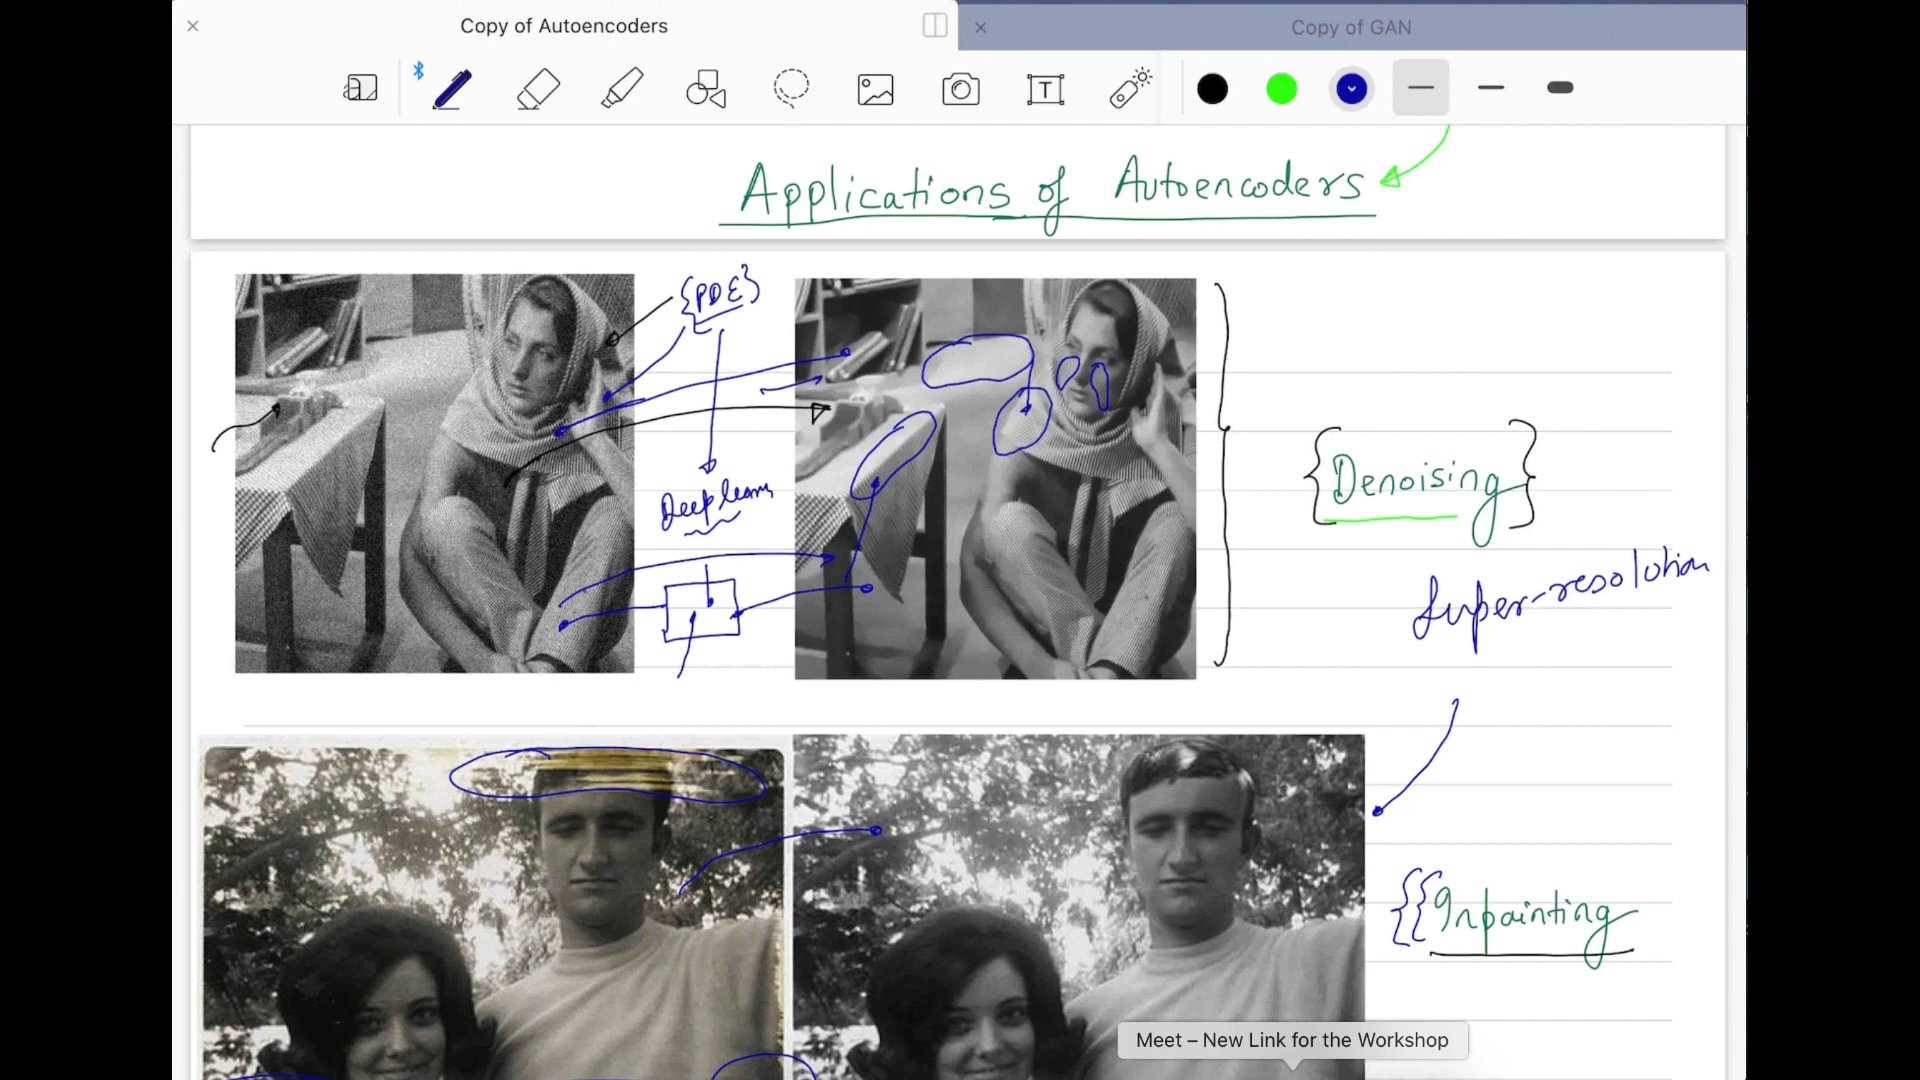 Copy of Autoencoders
Copy of GAN
T
Applications of Autoencoders
{PDE}
Deep learn
{Denoising}
Super-resolution
{{Inpainting
Meet – New Link for the Workshop